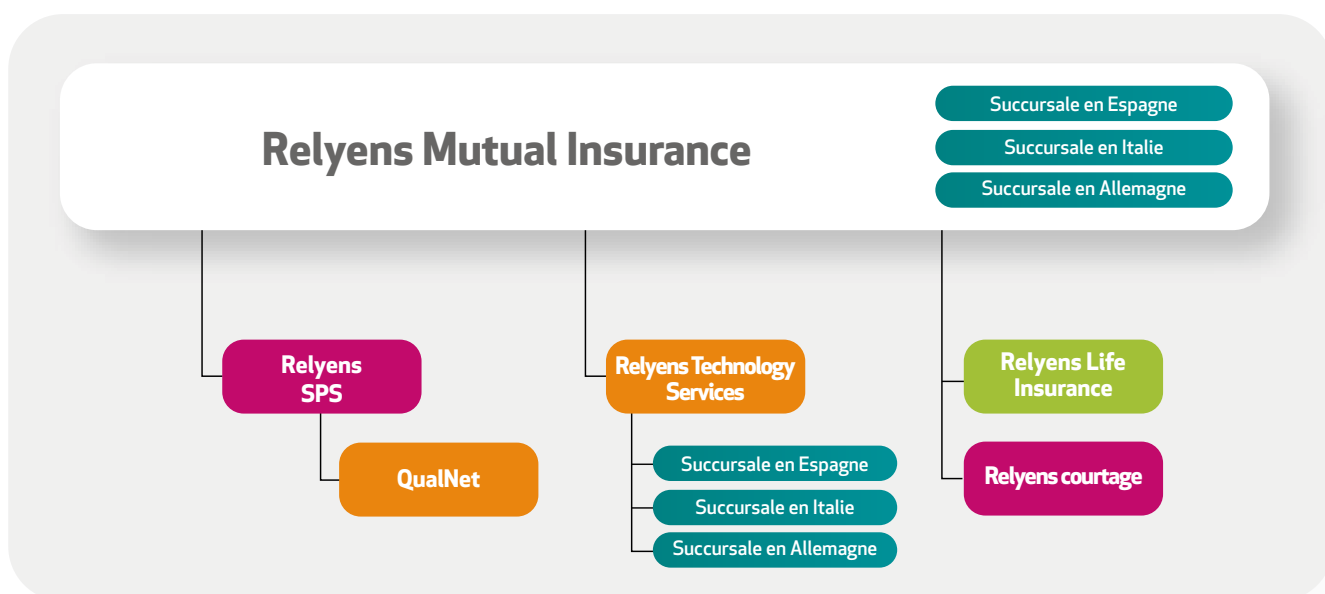 Relyens Mutual Insurance
Succursale en Espagne
Succursale en Italie
Succursale en Allemagne
Relyens
SPS
QualNet
Relyens Technology
Services
Succursale en Espagne
Succursale en Italie
Succursale en Allemagne
Relyens Life
Insurance
Relyens courtage